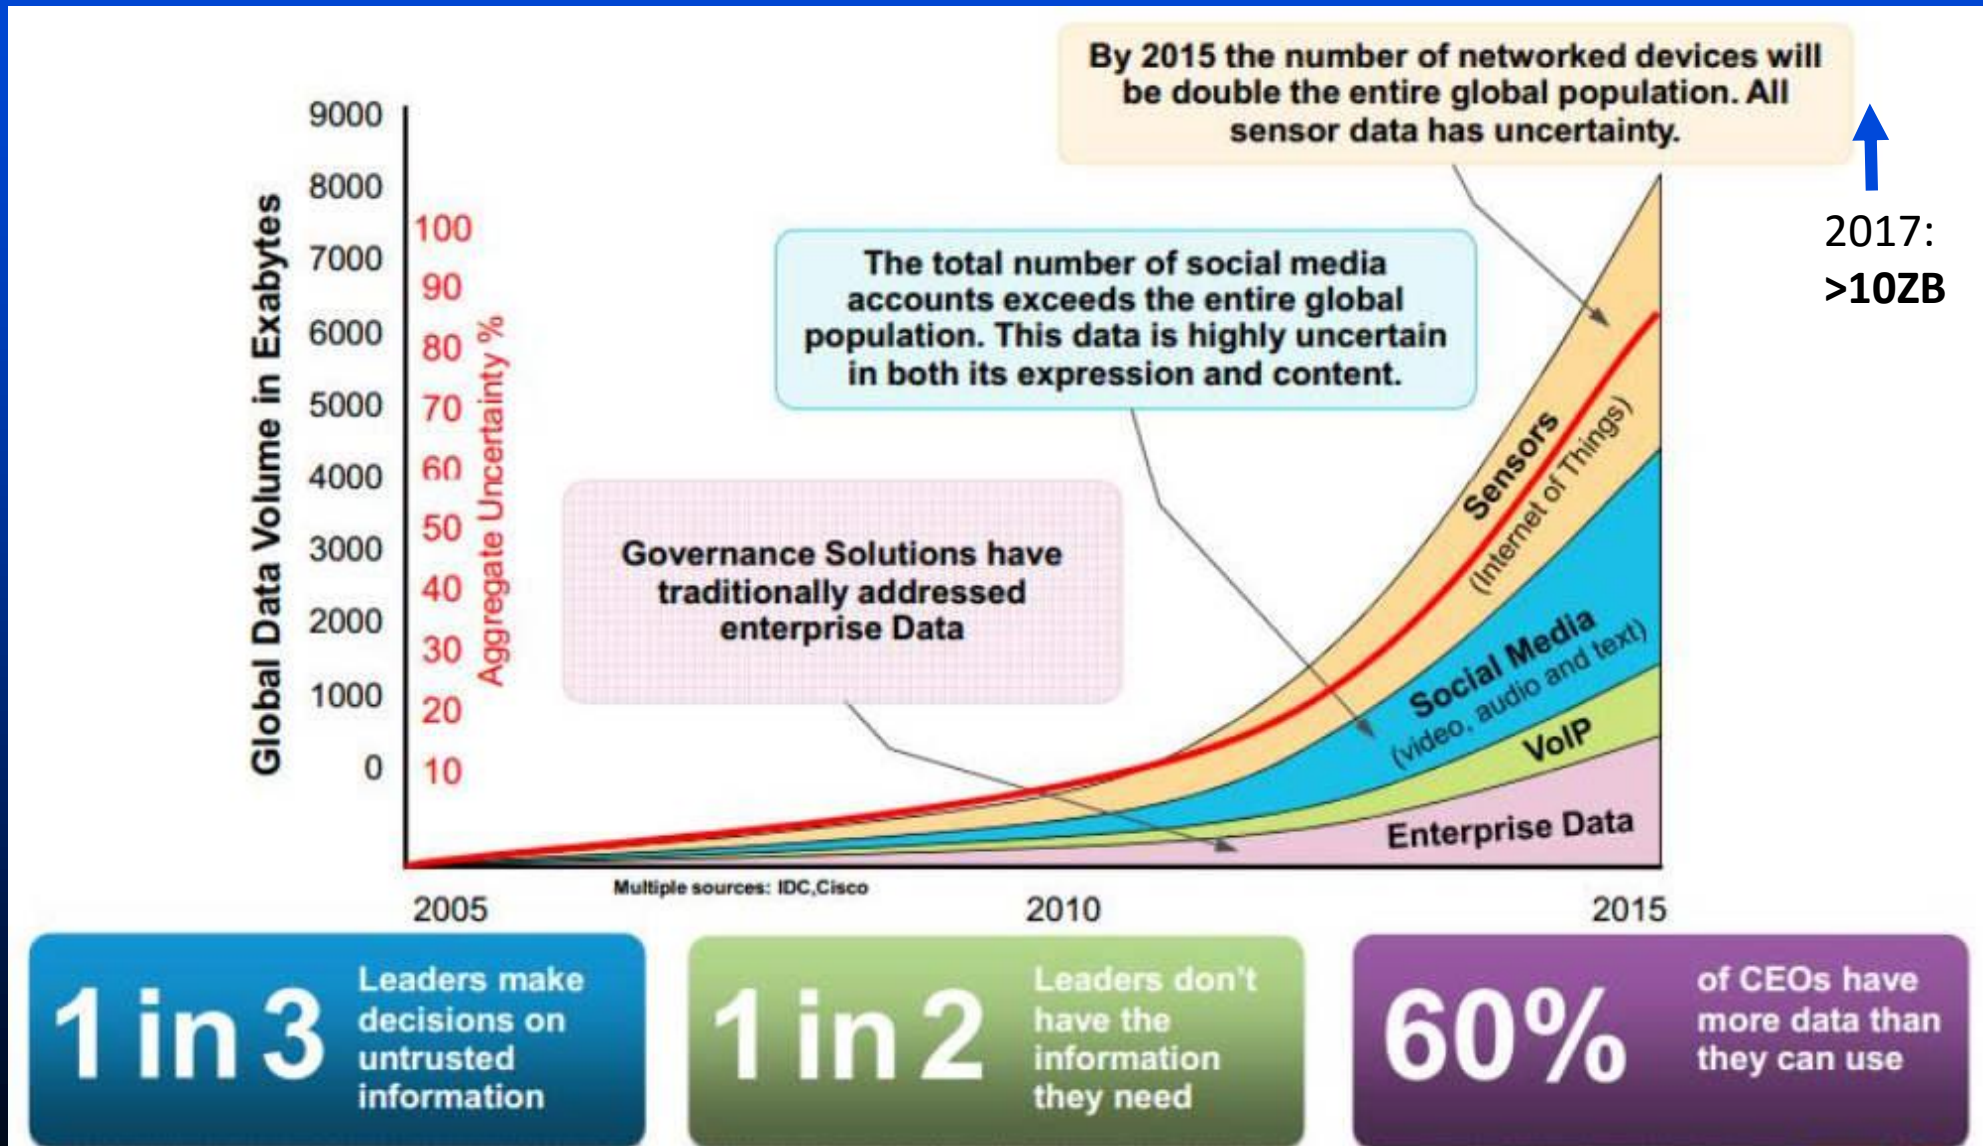 By 2015 the number of networked devices will
be double the entire global population. All
sensor data has uncertainty.
2017:
>10ZB
The total number of social media
accounts exceeds the entire global
population. This data is highly uncertain
in both its expression and content.
Governance Solutions have
traditionally addressed
enterprise Data
Global Data Volume in Exabytes
9000
8000
7000
6000
5000
4000
3000
2000
1000
0
Aggregate Uncertainty %
100
90
80
70
60
50
40
30
20
10
Sensors
(Internet of Things)
Social Media
(video, audio and text)
VoIP
Enterprise Data
Multiple sources: IDC,Cisco
2005
2010
2015
1 in 3
Leaders make
decisions on
untrusted
information
1 in 2
Leaders don't
have the
information
they need
60%
of CEOs have
more data than
they can use